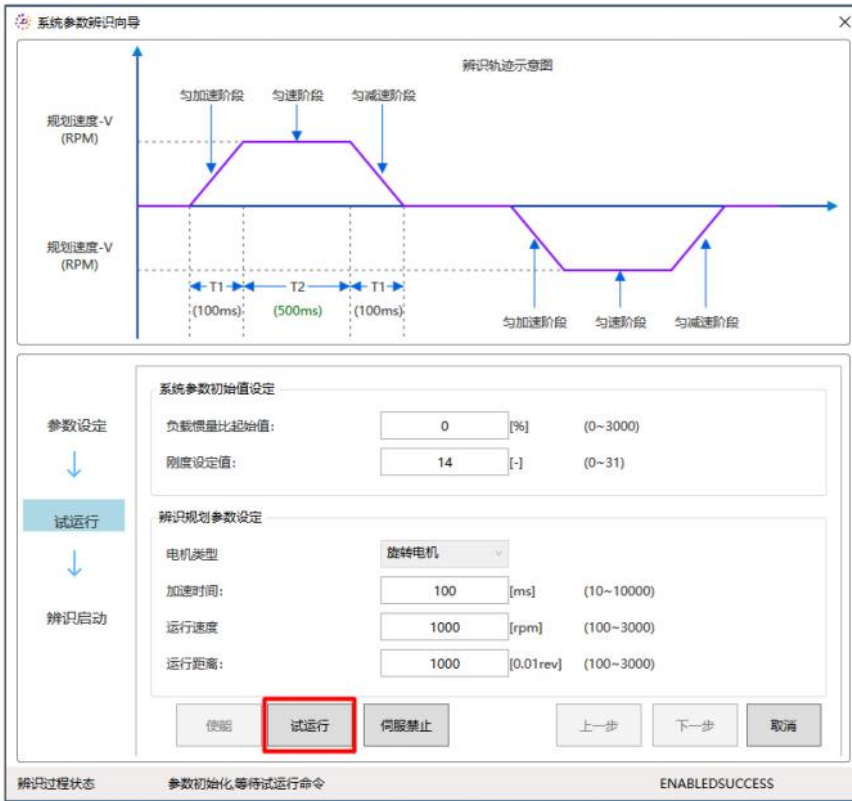 系统参数辨识向导
辨识轨迹示意图
匀加速阶段 匀速阶段 匀减速阶段
规划速度-V
(RPM)
规划速度-V
(RPM)
T1 T2 T1
(100ms) (500ms) (100ms)
匀加速阶段 匀速阶段 匀减速阶段
参数设定
试运行
辨识启动
系统参数初始值设定
负载惯量比起始值: 0 [%] (0~3000)
刚度设定值: 14 [-] (0~31)
辨识规划参数设定
电机类型 旋转电机
加速时间: 100 [ms] (10~10000)
运行速度 1000 [rpm] (100~3000)
运行距离: 1000 [0.01rev] (100~3000)
使能 试运行 伺服禁止 上一步 下一步 取消
辨识过程状态 参数初始化,等待试运行命令 ENABLEDSUCCESS